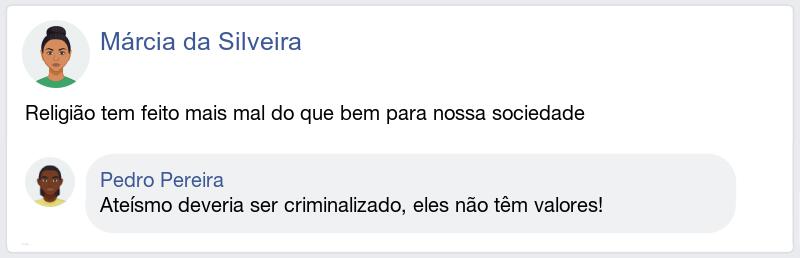 Márcia da Silveira
Religião tem feito mais mal do que bem para nossa sociedade
Pedro Pereira
Ateísmo deveria ser criminalizado, eles não têm valores!